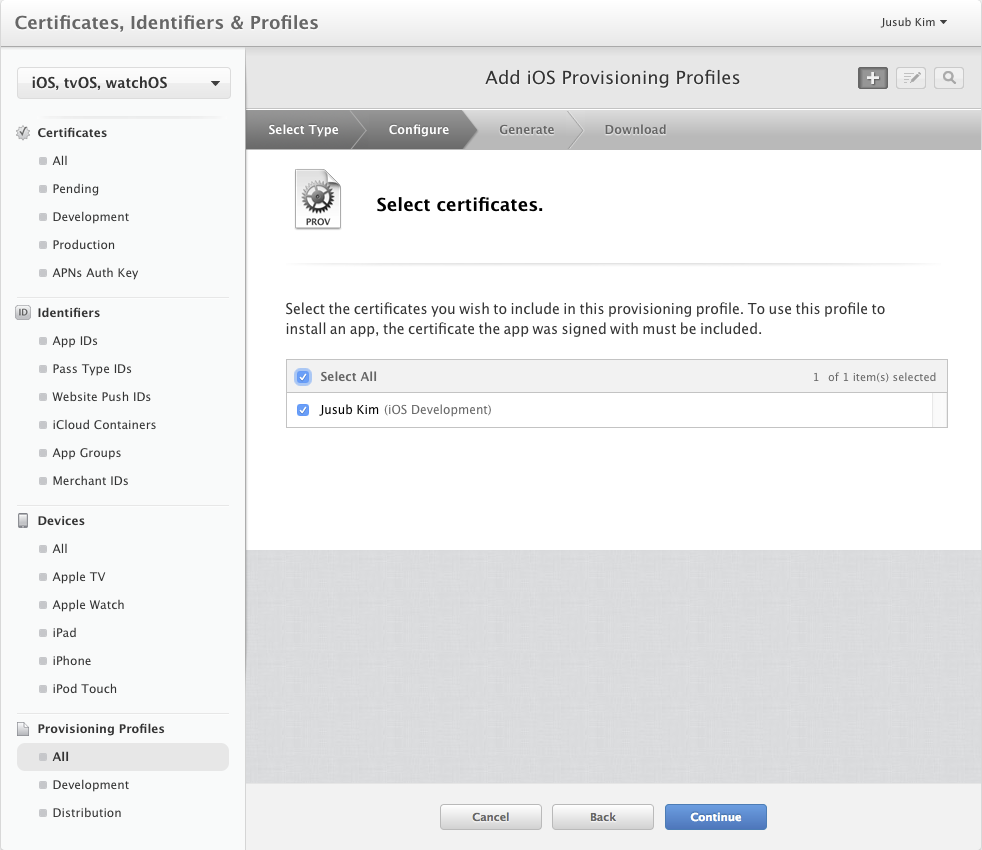 Certificates, Identifiers & Profiles
Jusub Kim
iOS, tvOS, watchOS
Certificates
All
Pending
Development
Production
APNs Auth Key
ID Identifiers
App IDs
Pass Type IDs
Website Push IDs
iCloud Containers
App Groups
Merchant IDs
Devices
All
Apple TV
Apple Watch
iPad
iPhone
iPod Touch
Provisioning Profiles
All
Development
Distribution
Add iOS Provisioning Profiles
Select Type Configure Generate Download
PROV
Select certificates.
Select the certificates you wish to include in this provisioning profile. To use this profile to
install an app, the certificate the app was signed with must be included.
Select All 1 of 1 item(s) selected
Jusub Kim (iOS Development)
Cancel Back Continue